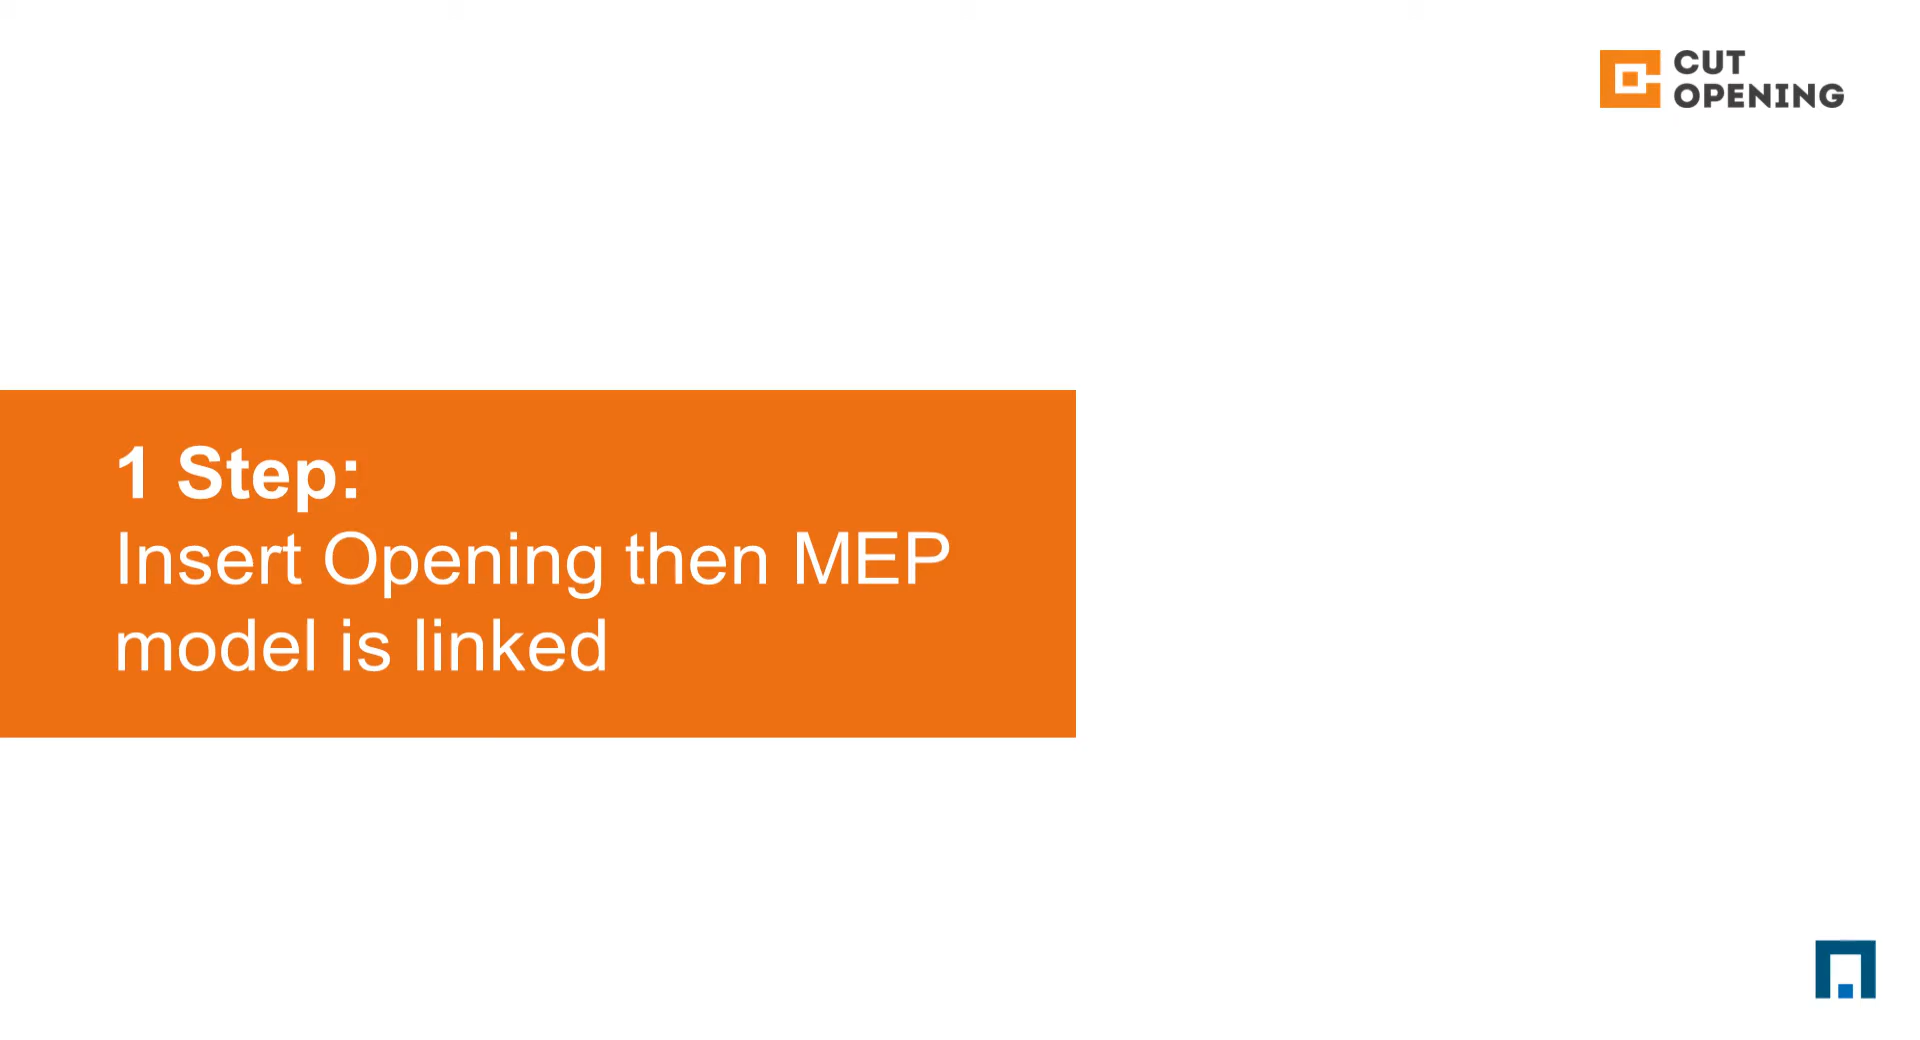 CUT
OPENING
1 Step:
Insert Opening then MEP
model is linked